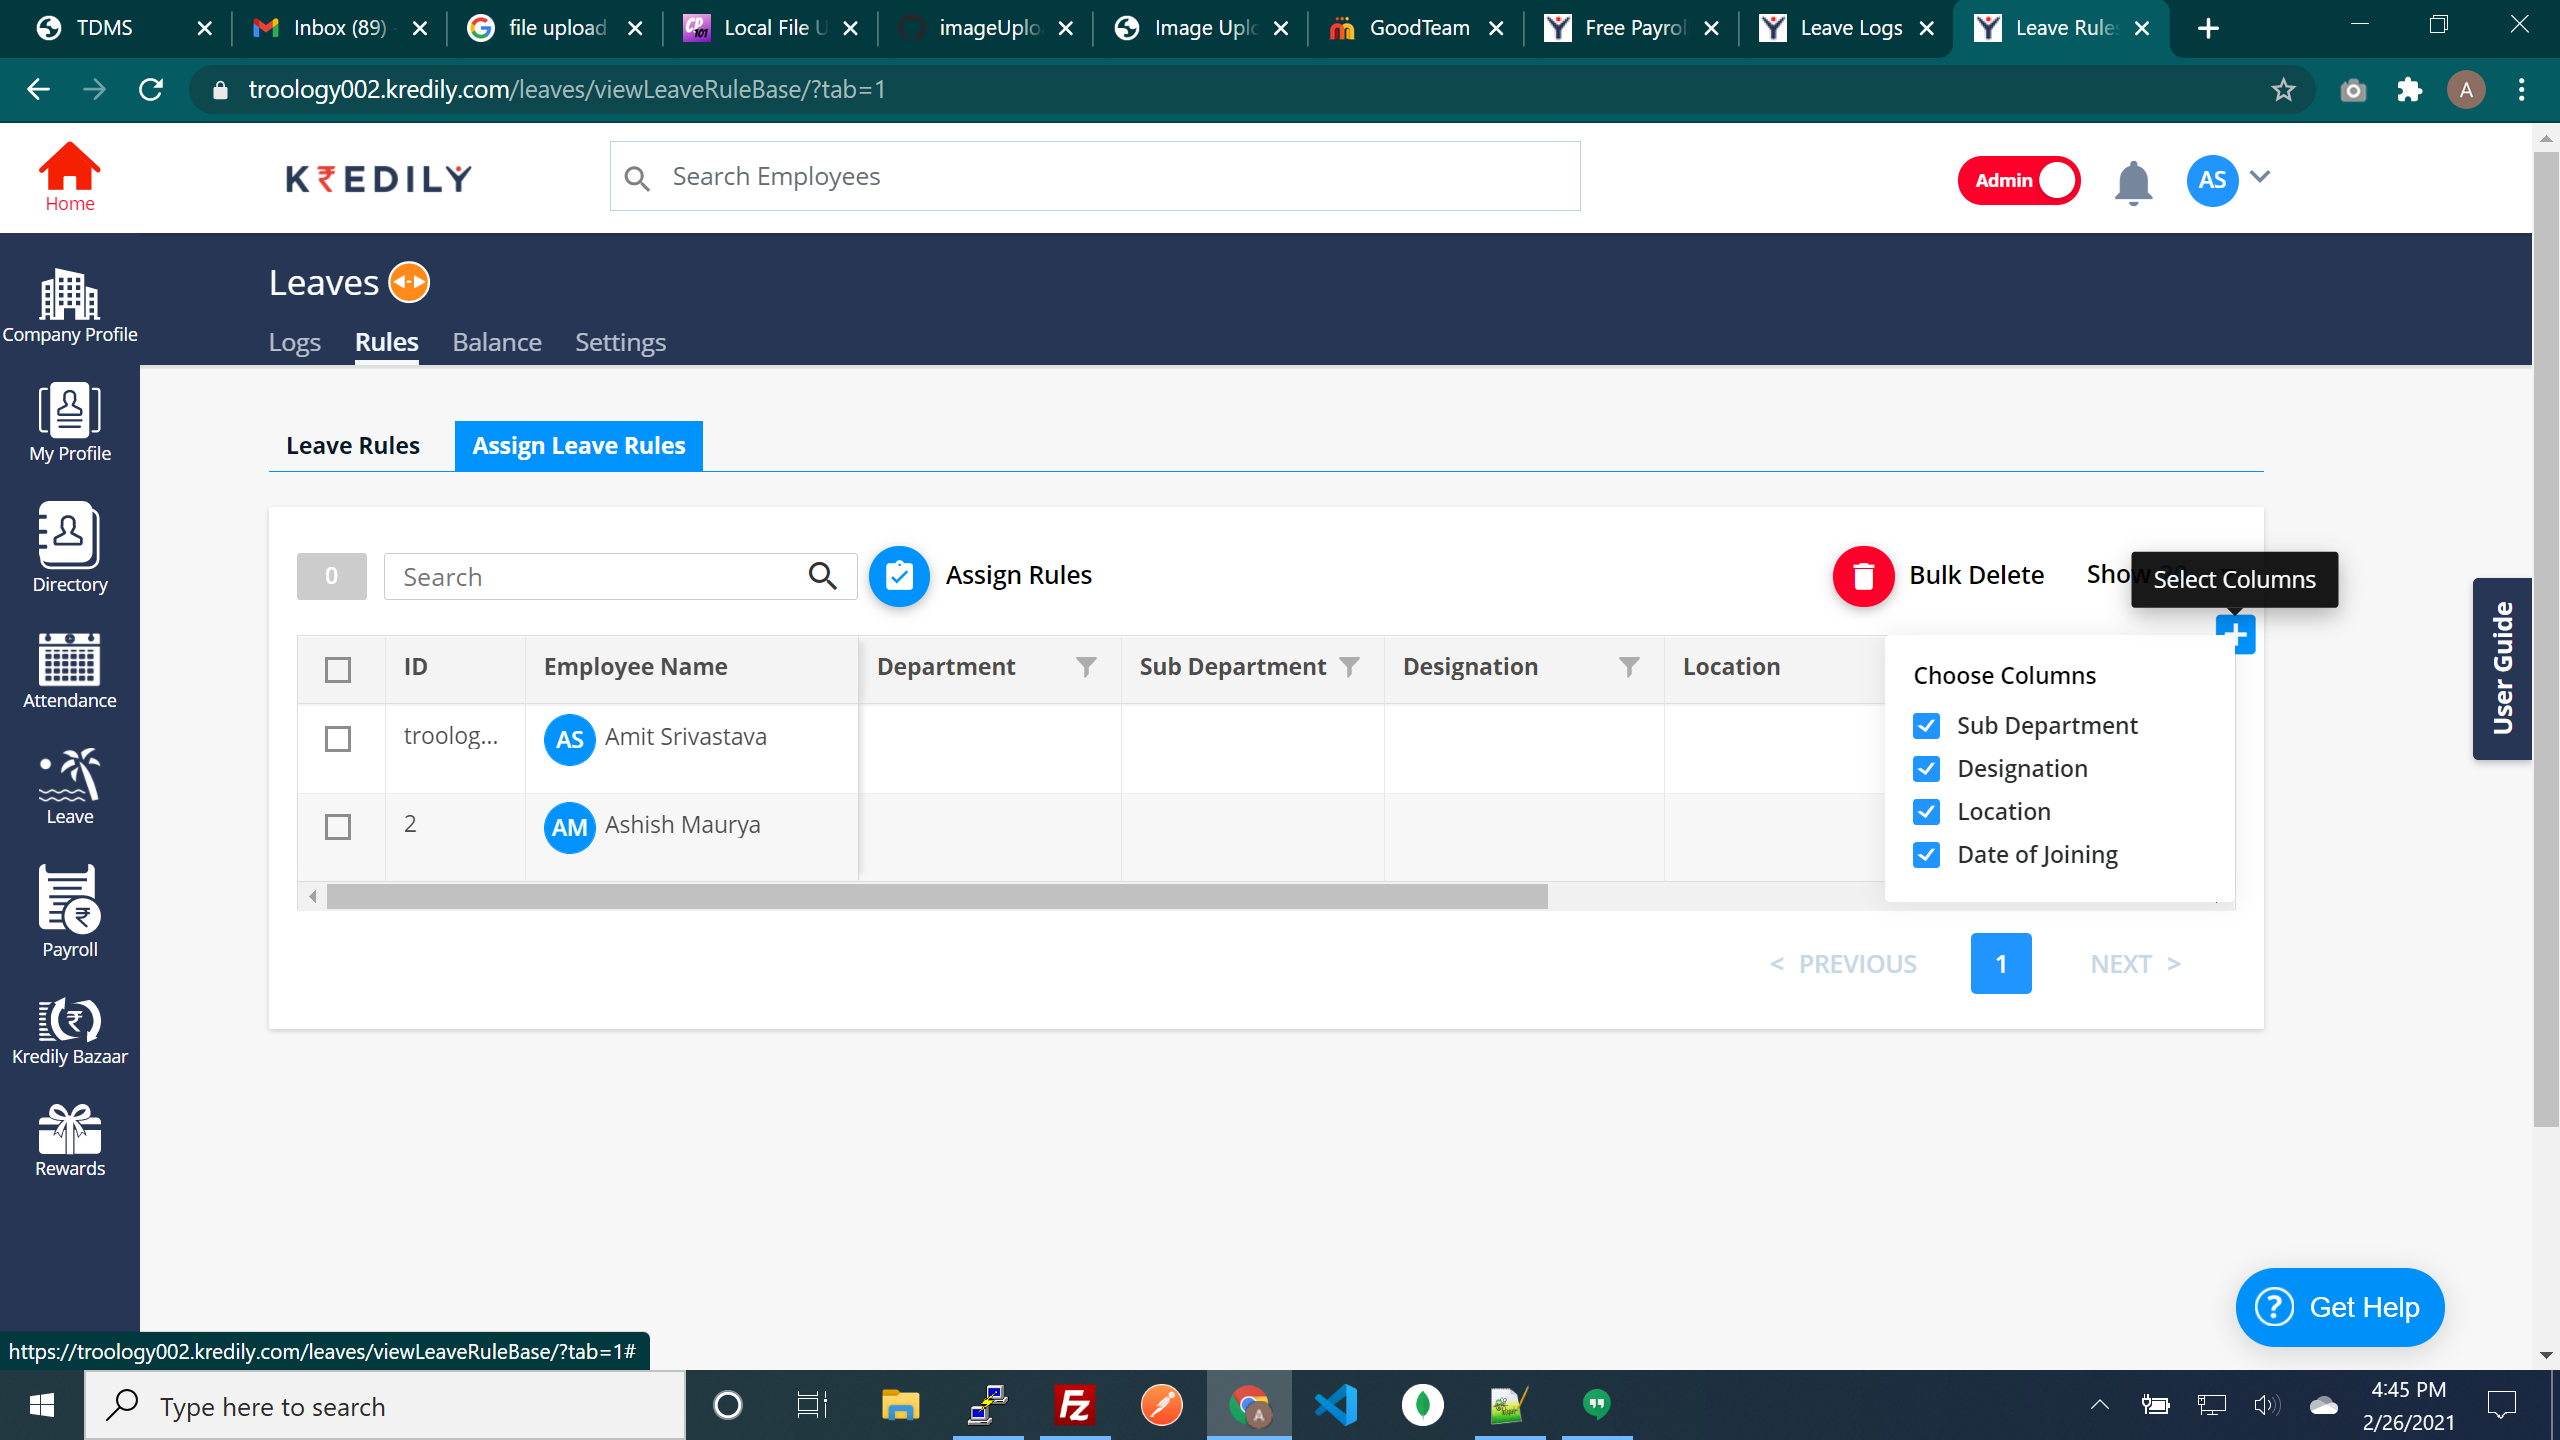 TDMS
Inbox (89)
file upload
Local File U
imageUplo
Image Uplo
GoodTeam
Free Payrol
Leave Logs
Leave Rules
troology002.kredily.com/leaves/viewLeaveRuleBase/?tab=1
A
Home
KREDILY
Search Employees
Admin
AS
Company Profile
My Profile
Directory
Attendance
Leave
Payroll
Kredily Bazaar
Rewards
Leaves
Logs Rules Balance Settings
Leave Rules Assign Leave Rules
0
Search
Assign Rules
Bulk Delete
Show
Select Columns
ID Employee Name Department Sub Department Designation Location
troolog... AS Amit Srivastava
2 AM Ashish Maurya
Choose Columns
Sub Department
Designation
Location
Date of Joining
< PREVIOUS 1 NEXT >
User Guide
? Get Help
https://troology002.kredily.com/leaves/viewLeaveRuleBase/?tab=1#
Type here to search
4:45 PM
2/26/2021